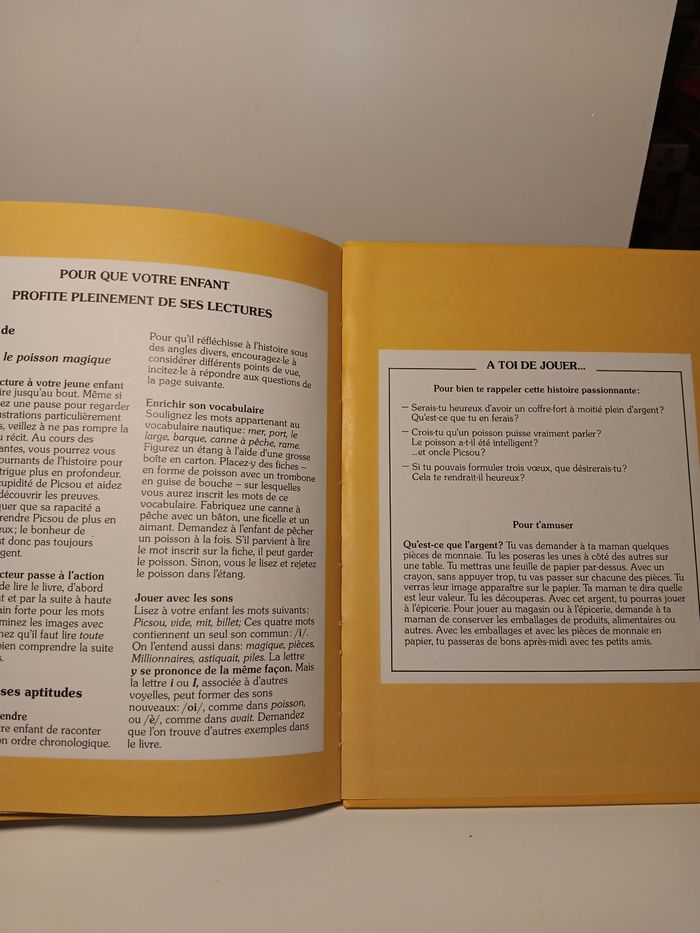 POUR QUE VOTRE ENFANT
PROFITE PLEINEMENT DE SES LECTURES
de
le poisson magique
cture à votre jeune enfant
ire jusqu'au bout. Même si
ez une pause pour regarder
ustrations particulièrement
s, veillez à ne pas rompre la
u récit. Au cours des
antes, vous pourrez vous
ournants de l'histoire pour
trigue plus en profondeur.
cupidité de Picsou et aidez
découvrir les preuves.
quer que sa rapacité a
rendre Picsou de plus en
eux; le bonheur de
st donc pas toujours
gent.
cteur passe à l'action
de lire le livre, d'abord
nt et par la suite à haute
ain forte pour les mots
minez les images avec
nez qu'il faut lire toute
bien comprendre la suite
s.
ses aptitudes
endre
re enfant de raconter
on ordre chronologique.
Pour qu'il réfléchisse à l'histoire sous
des angles divers, encouragez-le à
considérer différents points de vue,
incitez-le à répondre aux questions de
la page suivante.
Enrichir son vocabulaire
Soulignez les mots appartenant au
vocabulaire nautique: mer, port, le
large, barque, canne à pêche, rame.
Figurez un étang à l'aide d'une grosse
boîte en carton. Placez-y des fiches –
en forme de poisson avec un trombone
en guise de bouche – sur lesquelles
vous aurez inscrit les mots de ce
vocabulaire. Fabriquez une canne à
pêche avec un bâton, une ficelle et un
aimant. Demandez à l'enfant de pêcher
un poisson à la fois. S'il parvient à lire
le mot inscrit sur la fiche, il peut garder
le poisson. Sinon, vous le lisez et rejetez
le poisson dans l'étang.
Jouer avec les sons
Lisez à votre enfant les mots suivants:
Picsou, vide, mit, billet; Ces quatre mots
contiennent un seul son commun: /i/.
On l'entend aussi dans: magique, pièces,
Millionnaires, astiquait, piles. La lettre
y se prononce de la même façon. Mais
la lettre i ou I, associée à d'autres
voyelles, peut former des sons
nouveaux: /oi/, comme dans poisson,
ou /è/, comme dans avait. Demandez
que l'on trouve d'autres exemples dans
le livre.
A TOI DE JOUER...
Pour bien te rappeler cette histoire passionnante:
— Serais-tu heureux d'avoir un coffre-fort à moitié plein d'argent?
Qu'est-ce que tu en ferais?
— Crois-tu qu'un poisson puisse vraiment parler?
Le poisson a-t-il été intelligent?
...et oncle Picsou?
— Si tu pouvais formuler trois vœux, que désirerais-tu?
Cela te rendrait-il heureux?
Pour t'amuser
Qu'est-ce que l'argent? Tu vas demander à ta maman quelques
pièces de monnaie. Tu les poseras les unes à côté des autres sur
une table. Tu mettras une feuille de papier par-dessus. Avec un
crayon, sans appuyer trop, tu vas passer sur chacune des pièces. Tu
verras leur image apparaître sur le papier. Ta maman te dira quelle
est leur valeur. Tu les découperas. Avec cet argent, tu pourras jouer
à l'épicerie. Pour jouer au magasin ou à l'épicerie, demande à ta
maman de conserver les emballages de produits, alimentaires ou
autres. Avec les emballages et avec les pièces de monnaie en
papier, tu passeras de bons après-midi avec tes petits amis.